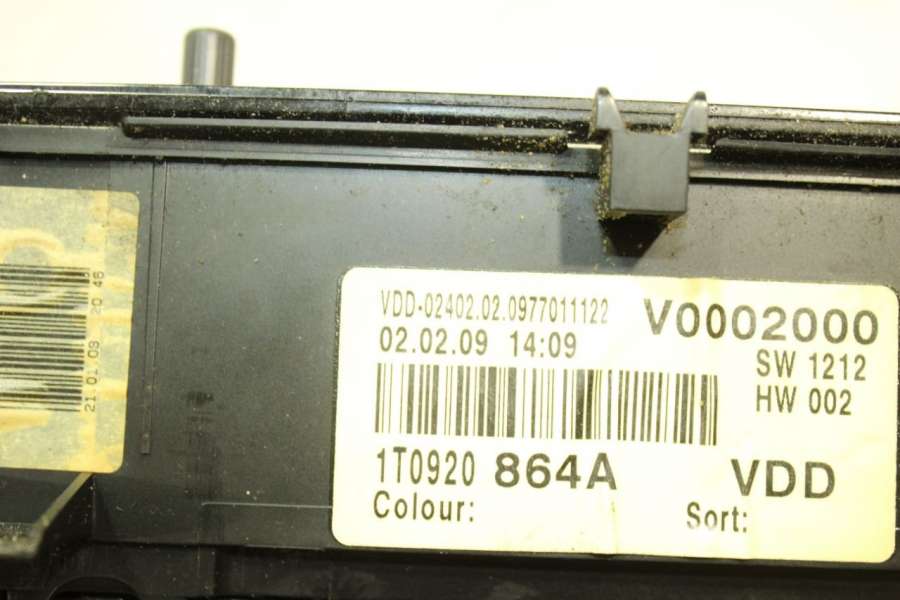 VDD-02402.02.0977011122
V0002000
02.02.09 14:09
SW 1212
HW 002
1T0920 864A
VDD
Colour:
Sort:
21.01.09 20 46